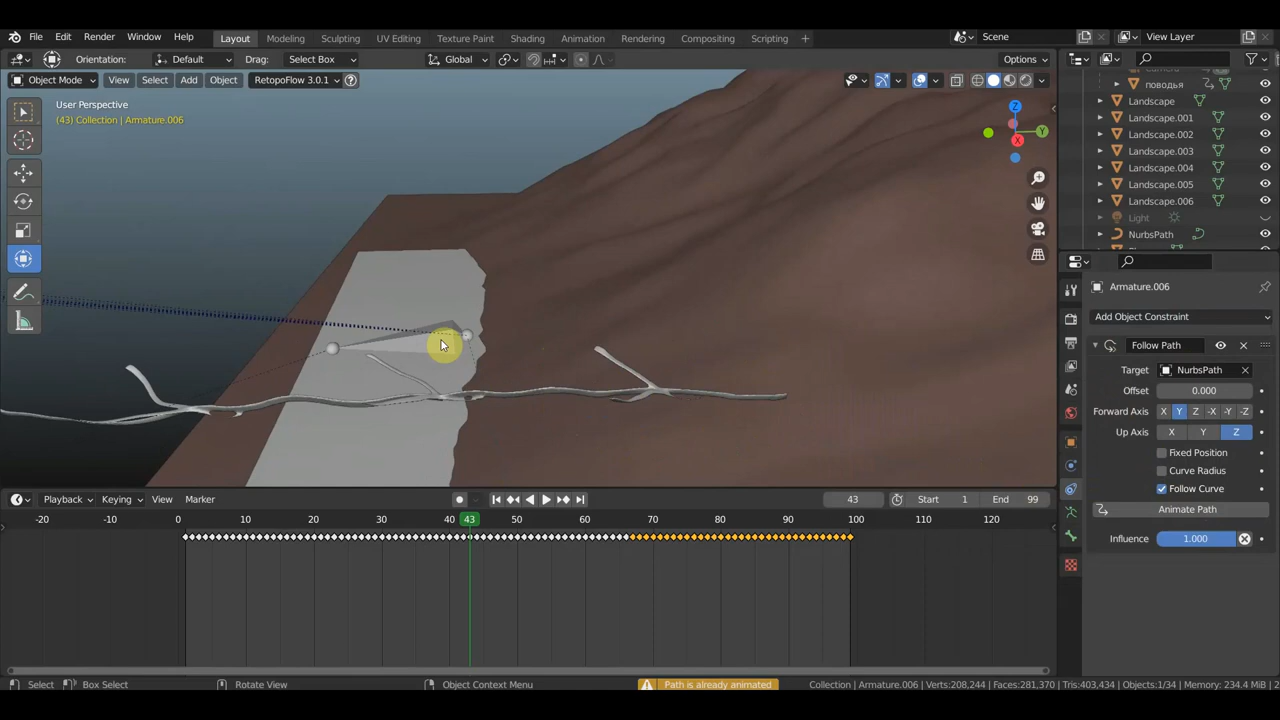 File Edit Render Window Help Layout Modeling Sculpting UV Editing Texture Paint Shading Animation Rendering Compositing Scripting + Scene View Layer
Orientation: Default Drag: Select Box Global Options
Object Mode View Select Add Object RetopoFlow 3.0.1
User Perspective
(43) Collection | Armature.006
Z
Y
X
поводья
Landscape
Landscape.001
Landscape.002
Landscape.003
Landscape.004
Landscape.005
Landscape.006
Light
NurbsPath
Armature.006
Add Object Constraint
Follow Path
Target NurbsPath
Offset 0.000
Forward Axis X Y Z -X -Y -Z
Up Axis X Y Z
Fixed Position
Curve Radius
Follow Curve
Animate Path
Influence 1.000
Playback Keying View Marker 43 Start 1 End 99
-20 0 10 20 30 40 43 50 60 70 80 90 100 120
Select Box Select Rotate View Object Context Menu Path is already animated Collection | Armature.006 Verts:208,244 | Faces:281,370 | Tris:403,434 | Objects:1/34 | Memory: 234.4 MiB | 2